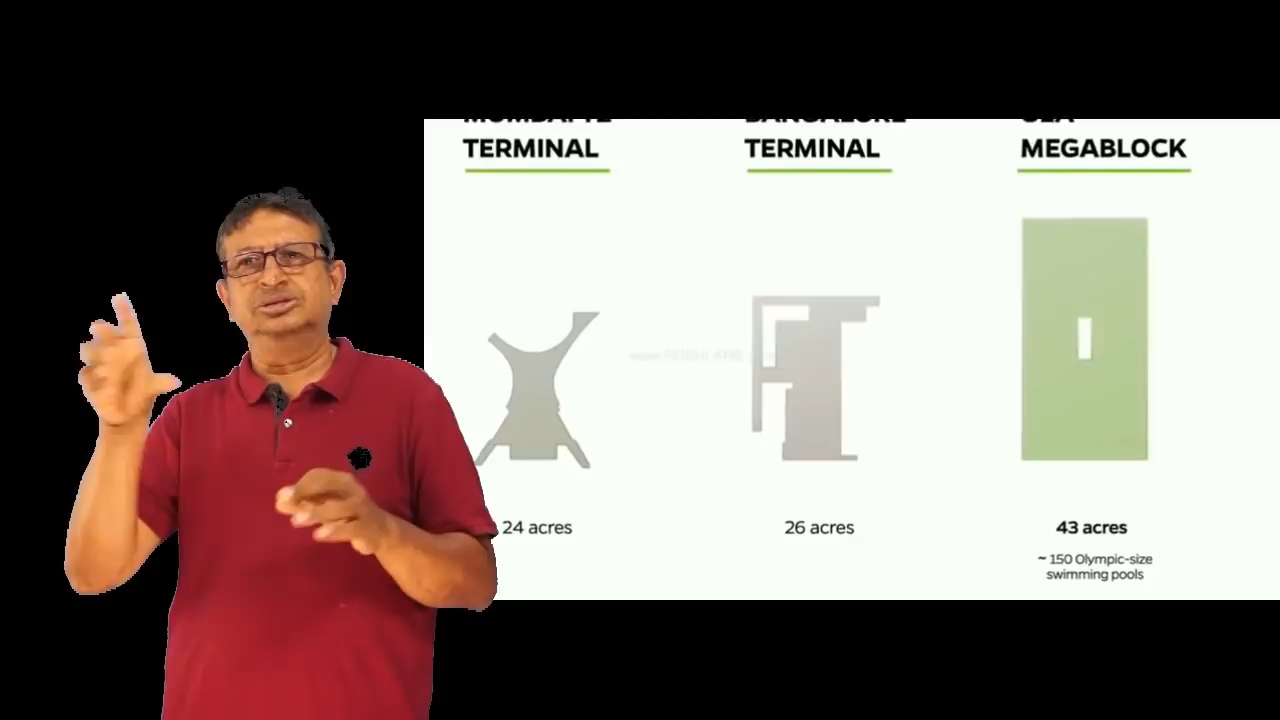 TERMINAL
TERMINAL
MEGABLOCK
24 acres
26 acres
43 acres
~ 150 Olympic-size
swimming pools